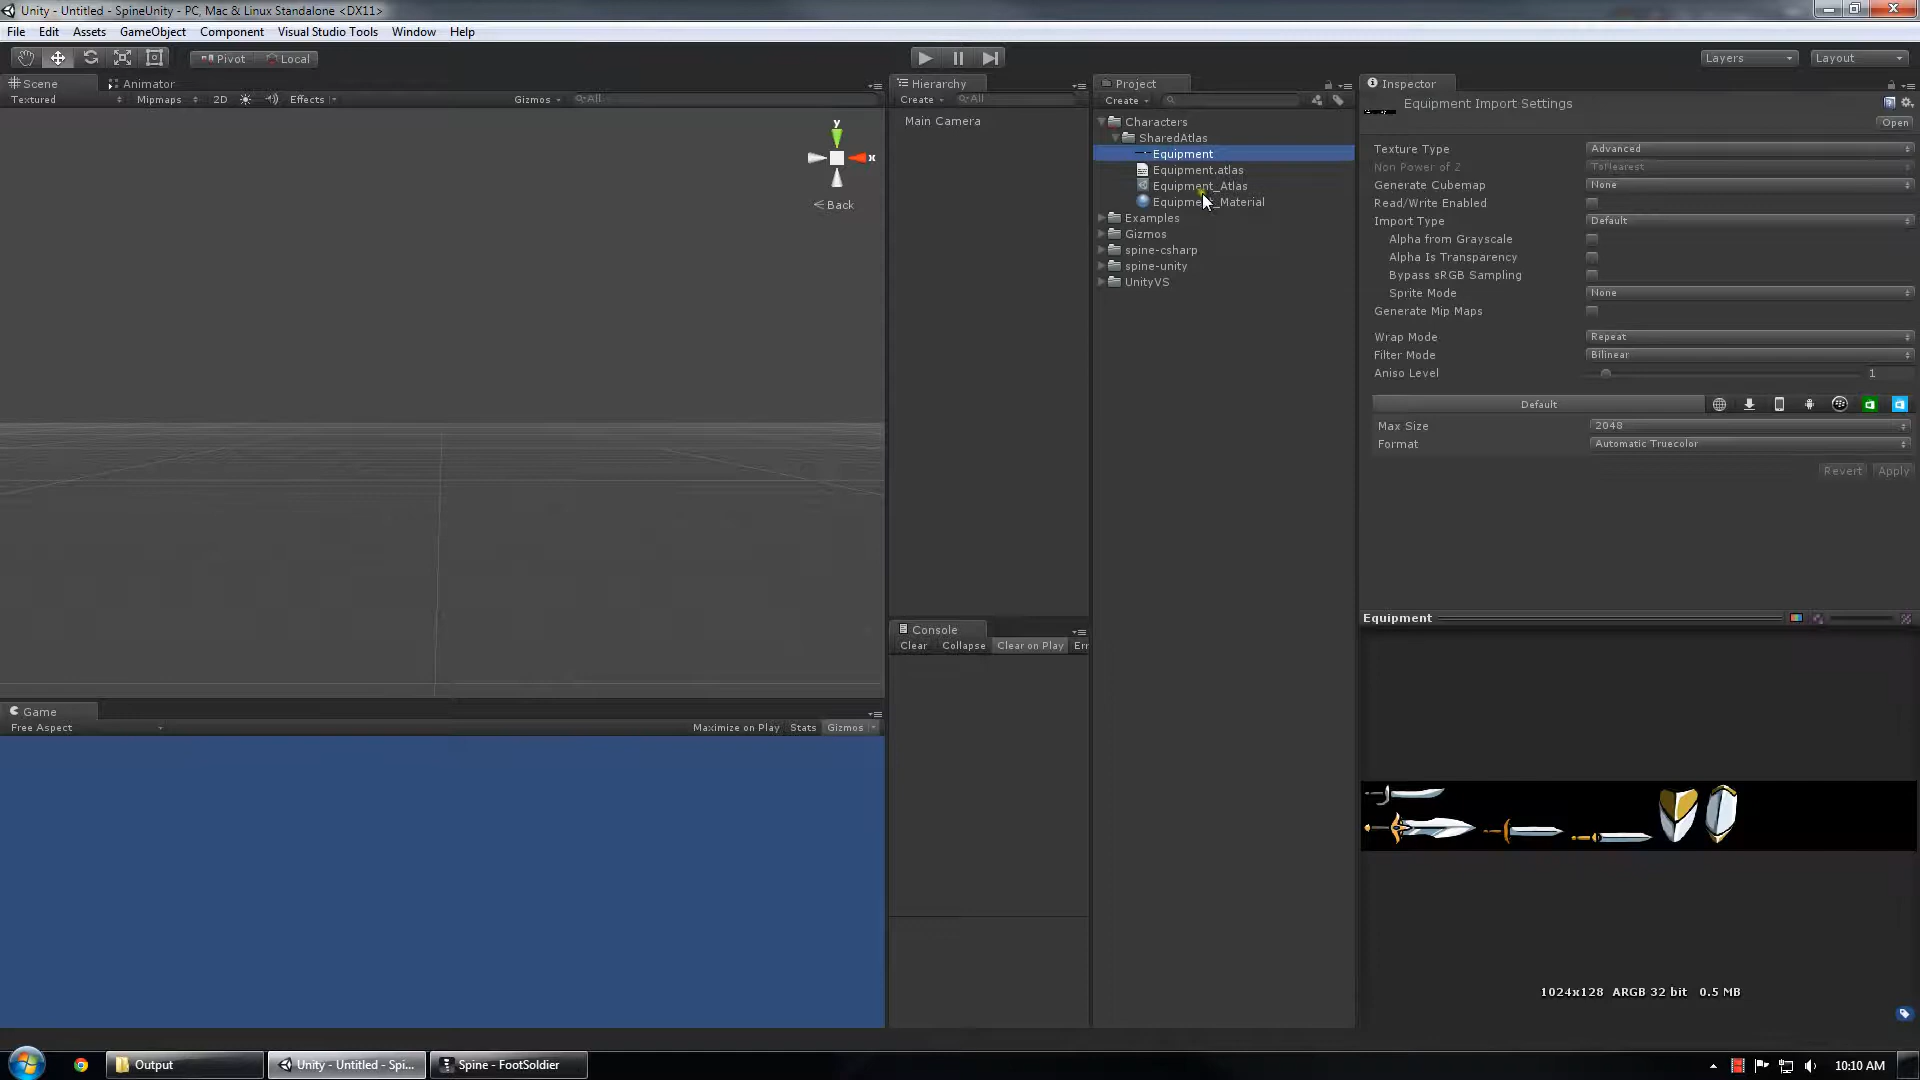 Unity - Untitled - SpineUnity - PC, Mac & Linux Standalone <DX11>
File Edit Assets GameObject Component Visual Studio Tools Window Help
Pivot Local Layers Layout
Scene Animator
Textured Mipmaps 2D Effects Gizmos All
y
x
Back
Game
Free Aspect Maximize on Play Stats Gizmos
Hierarchy
Create All
Main Camera
Console
Clear Collapse Clear on Play Err
Project
Create
Characters
SharedAtlas
Equipment
Equipment.atlas
Equipment_Atlas
Equipment_Material
Examples
Gizmos
spine-csharp
spine-unity
UnityVS
Inspector
Equipment Import Settings
Open
Texture Type Advanced
Non Power of 2 ToNearest
Generate Cubemap None
Read/Write Enabled
Import Type Default
Alpha from Grayscale
Alpha Is Transparency
Bypass sRGB Sampling
Sprite Mode None
Generate Mip Maps
Wrap Mode Repeat
Filter Mode Bilinear
Aniso Level 1
Default
Max Size 2048
Format Automatic Truecolor
Revert Apply
Equipment
1024x128 ARGB 32 bit 0.5 MB
Output Unity - Untitled - Spi... Spine - FootSoldier 10:10 AM